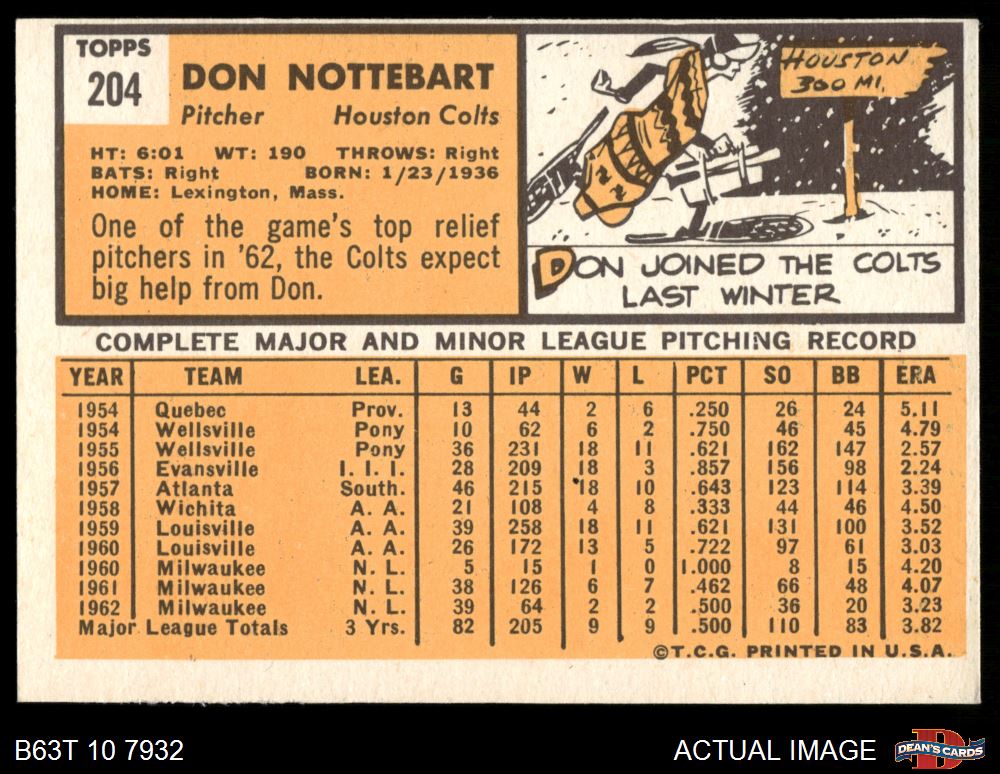 TOPPS
204
DON NOTTEBART
Pitcher Houston Colts
HT: 6:01 WT: 190 THROWS: Right
BATS: Right BORN: 1/23/1936
HOME: Lexington, Mass.
One of the game's top relief
pitchers in '62, the Colts expect
big help from Don.
HOUSTON
300 MI.
DON JOINED THE COLTS
LAST WINTER
COMPLETE MAJOR AND MINOR LEAGUE PITCHING RECORD
YEAR TEAM LEA. G IP W L PCT SO BB ERA
1954 Quebec Prov. 13 44 2 6 .250 26 24 5.11
1954 Wellsville Pony 10 62 6 2 .750 46 45 4.79
1955 Wellsville Pony 36 231 18 11 .621 162 147 2.57
1956 Evansville I. I. I. 28 209 18 3 .857 156 98 2.24
1957 Atlanta South. 46 215 18 10 .643 123 114 3.39
1958 Wichita A. A. 21 108 4 8 .333 44 46 4.50
1959 Louisville A. A. 39 258 18 11 .621 131 100 3.52
1960 Louisville A. A. 26 172 13 5 .722 97 61 3.03
1960 Milwaukee N. L. 5 15 1 0 1.000 8 15 4.20
1961 Milwaukee N. L. 38 126 6 7 .462 66 48 4.07
1962 Milwaukee N. L. 39 64 2 2 .500 36 20 3.23
Major League Totals 3 Yrs. 82 205 9 9 .500 110 83 3.82
©T.C.G. PRINTED IN U.S.A.
B63T 10 7932
ACTUAL IMAGE
D
DEAN'S CARDS